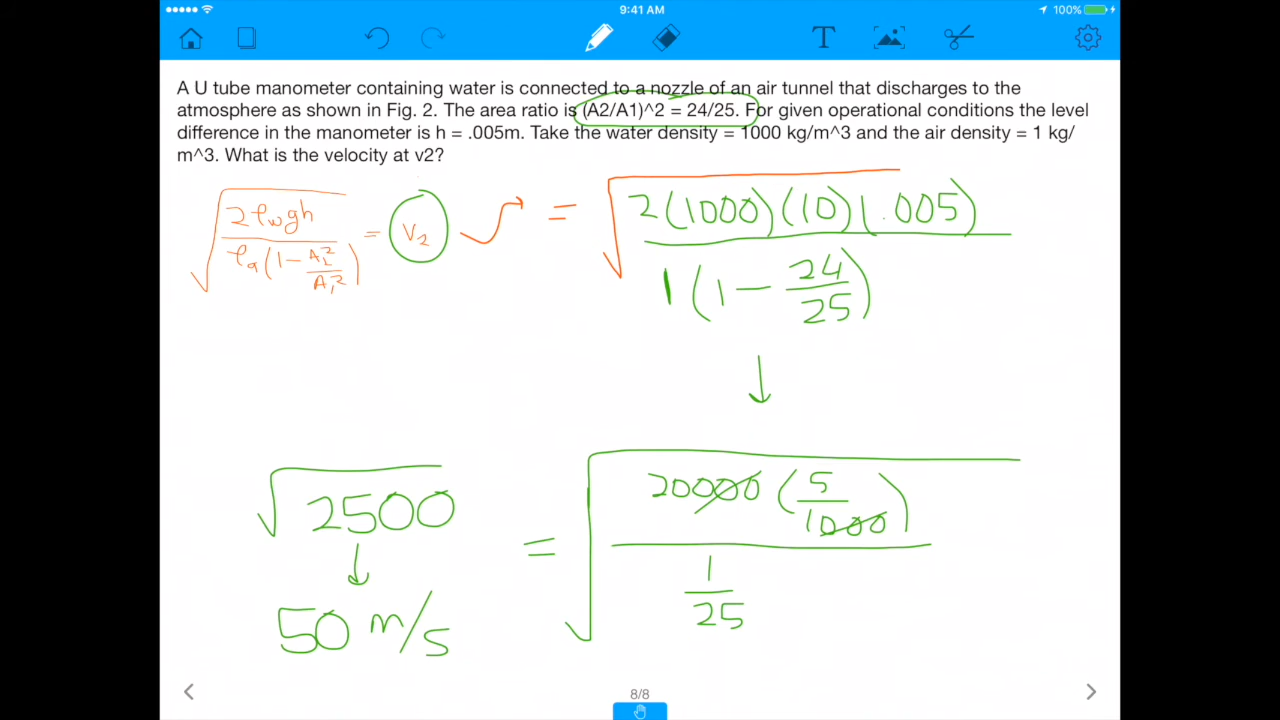 9:41 AM
100%
T
A U tube manometer containing water is connected to a nozzle of an air tunnel that discharges to the
atmosphere as shown in Fig. 2. The area ratio is (A2/A1)^2 = 24/25. For given operational conditions the level
difference in the manometer is h = .005m. Take the water density = 1000 kg/m^3 and the air density = 1 kg/
m^3. What is the velocity at v2?
√(2ρwgh / ρa(1 - A₂²/A₁²)) = V₂ = √(2(1000)(10)(.005) / 1(1 - 24/25))
↓
√2500 = √(20000(5/1000) / (1/25))
↓
50 m/s
8/8